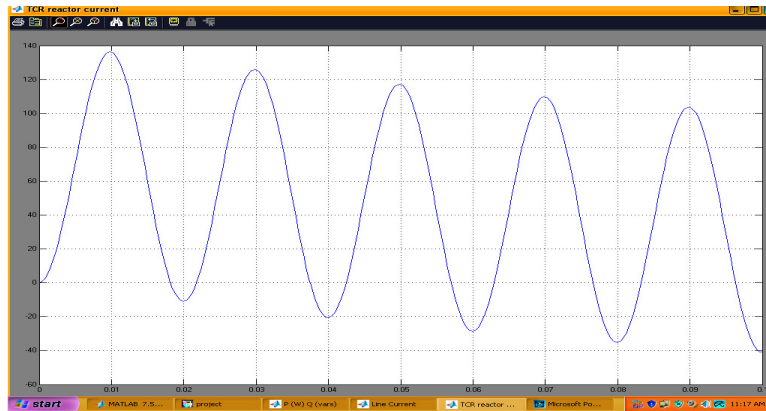 TCR reactor current
140
120
100
80
60
40
20
0
-20
-40
-60
0
0.01
0.02
0.03
0.04
0.05
0.06
0.07
0.08
0.09
start
MATLAB 7.5...
project
P (W) Q (vars)
Line Current
TCR reactor ...
Microsoft Po...
11:17 AM